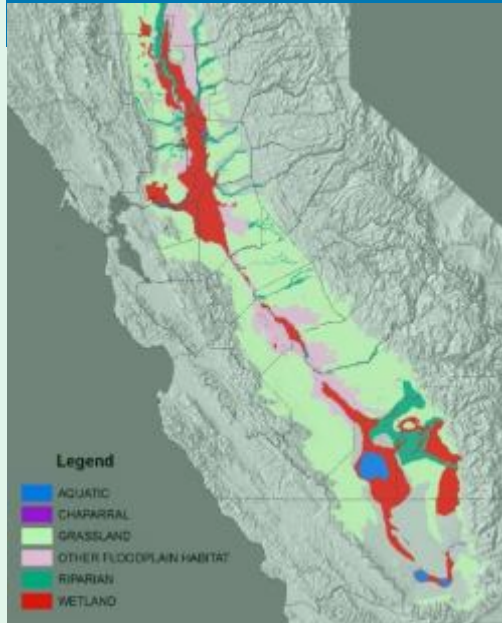 Legend
AQUATIC
CHAPARRAL
GRASSLAND
OTHER FLOODPLAIN HABITAT
RIPARIAN
WETLAND